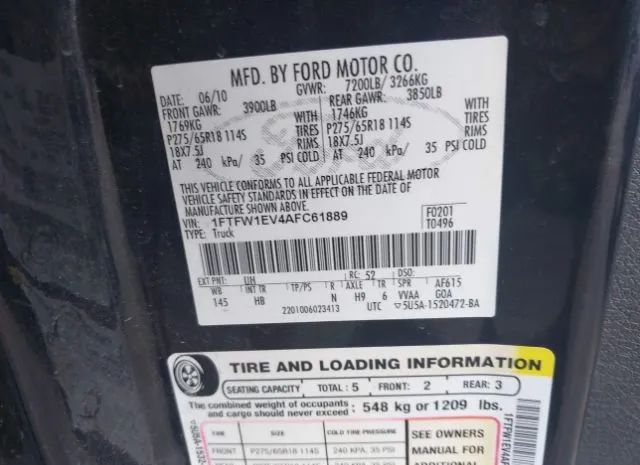 MFD. BY FORD MOTOR CO.
DATE: 06/10 GVWR: 7200LB/ 3266KG
FRONT GAWR: 3900LB REAR GAWR: 3850LB
1769KG WITH 1746KG WITH
P275/65R18 114S TIRES P275/65R18 114S TIRES
18X7.5J RIMS 18X7.5J RIMS
AT 240 kPa/ 35 PSI COLD AT 240 kPa/ 35 PSI COLD
THIS VEHICLE CONFORMS TO ALL APPLICABLE FEDERAL MOTOR
VEHICLE SAFETY STANDARDS IN EFFECT ON THE DATE OF
MANUFACTURE SHOWN ABOVE.
VIN: 1FTFW1EV4AFC61889 F0201
TYPE: Truck T0496
EXT PNT: UH RC: 52 DSO:
WB INT TR TP/PS R AXLE TR SPR AF615
145 HB N H9 6 VVAA GOA
2201006023413 UTC 5U5A-1520472-BA
TIRE AND LOADING INFORMATION
SEATING CAPACITY TOTAL: 5 FRONT: 2 REAR: 3
The combined weight of occupants and cargo should never exceed: 548 kg or 1209 lbs.
TIRE SIZE COLD TIRE PRESSURE SEE OWNERS
FRONT P275/65R18 114S 240 KPA, 35 PSI MANUAL FOR